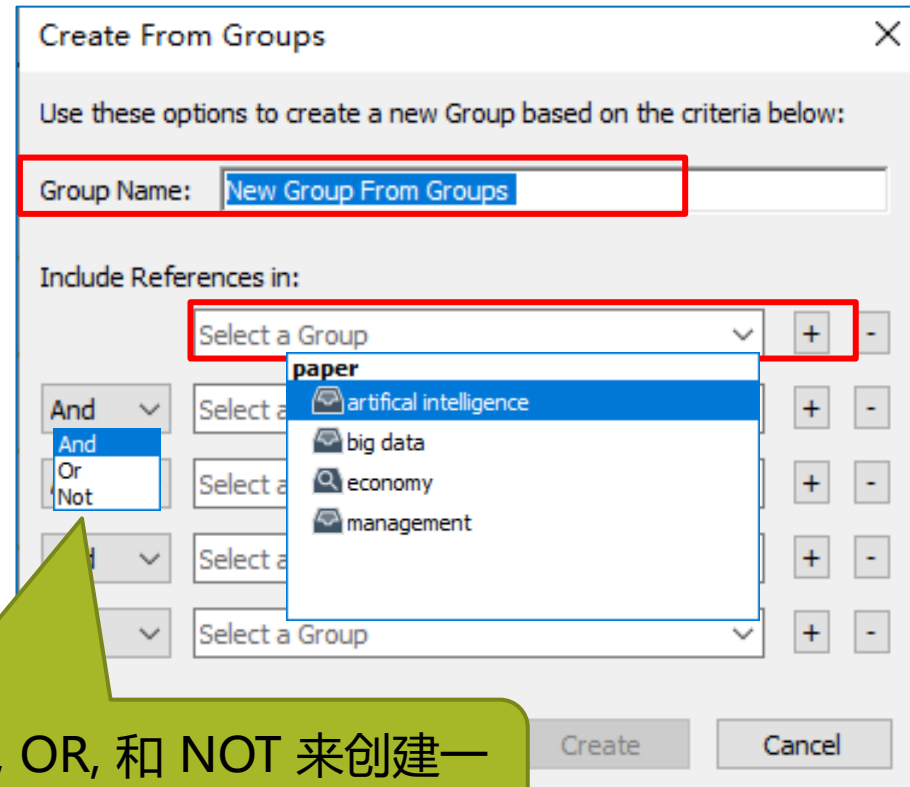 Create From Groups
Use these options to create a new Group based on the criteria below:
Group Name: New Group From Groups
Include References in:
Select a Group + -
paper
artifical intelligence
And Select a + -
And
big data
Or
economy
Select a + -
Not
management
Select a + -
Select a Group + -
, OR, 和 NOT 来创建一
Create Cancel